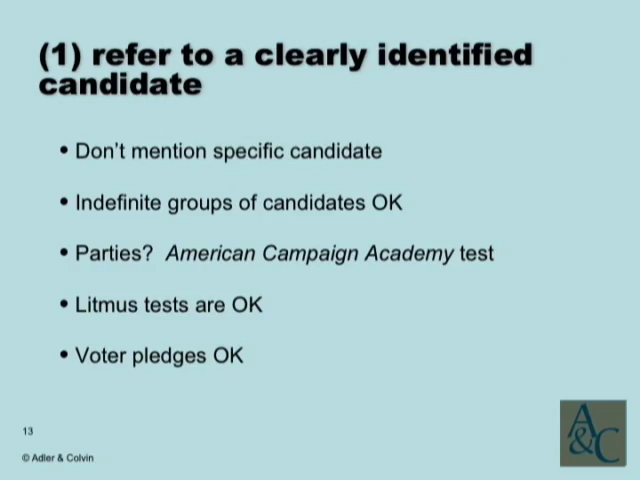 (1) refer to a clearly identified
candidate
• Don't mention specific candidate
• Indefinite groups of candidates OK
• Parties?  American Campaign Academy test
• Litmus tests are OK
• Voter pledges OK
13
© Adler & Colvin
A&C